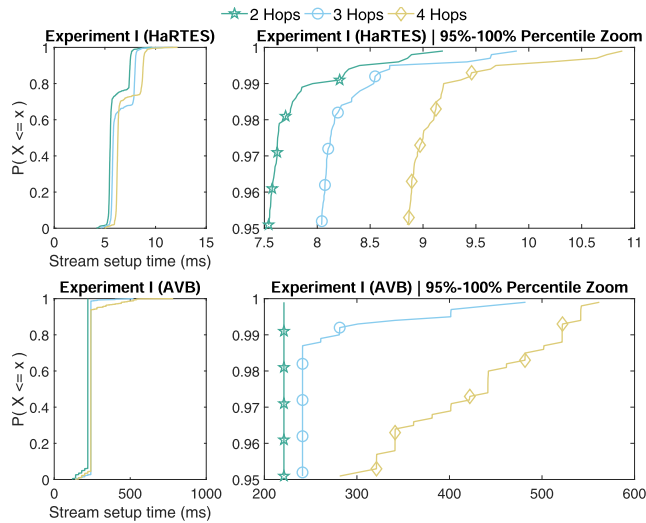 2 Hops 3 Hops 4 Hops
Experiment I (HaRTES)
1
0.8
0.6
0.4
0.2
0
P( X <= x )
0 5 10 15
Stream setup time (ms)
Experiment I (HaRTES) | 95%-100% Percentile Zoom
0.99
0.98
0.97
0.96
0.95
7.5 8 8.5 9 9.5 10 10.5 11
Experiment I (AVB)
1
0.8
0.6
0.4
0.2
0
P( X <= x )
0 500 1000
Stream setup time (ms)
Experiment I (AVB) | 95%-100% Percentile Zoom
1
0.99
0.98
0.97
0.96
0.95
200 300 400 500 600